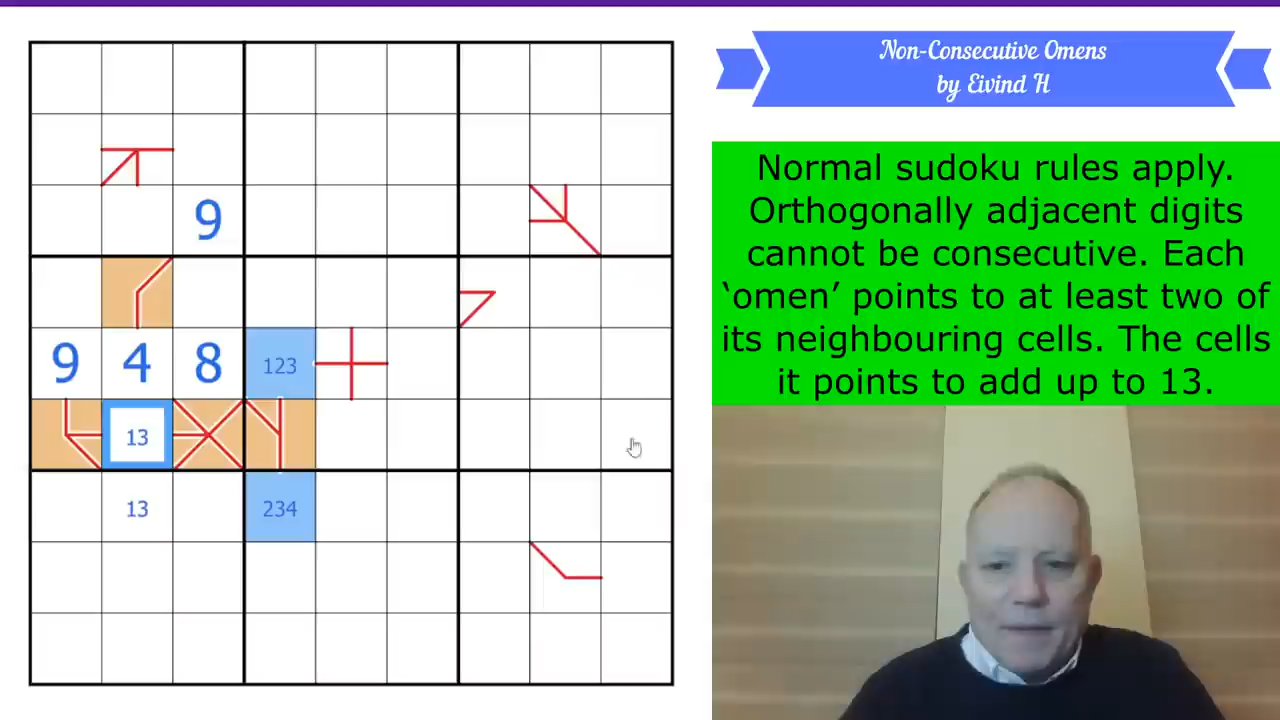 Non-Consecutive Omens
by Eivind H
Normal sudoku rules apply.
Orthogonally adjacent digits
cannot be consecutive. Each
‘omen’ points to at least two of
its neighbouring cells. The cells
it points to add up to 13.
9
9 4 8 123
13
13 234